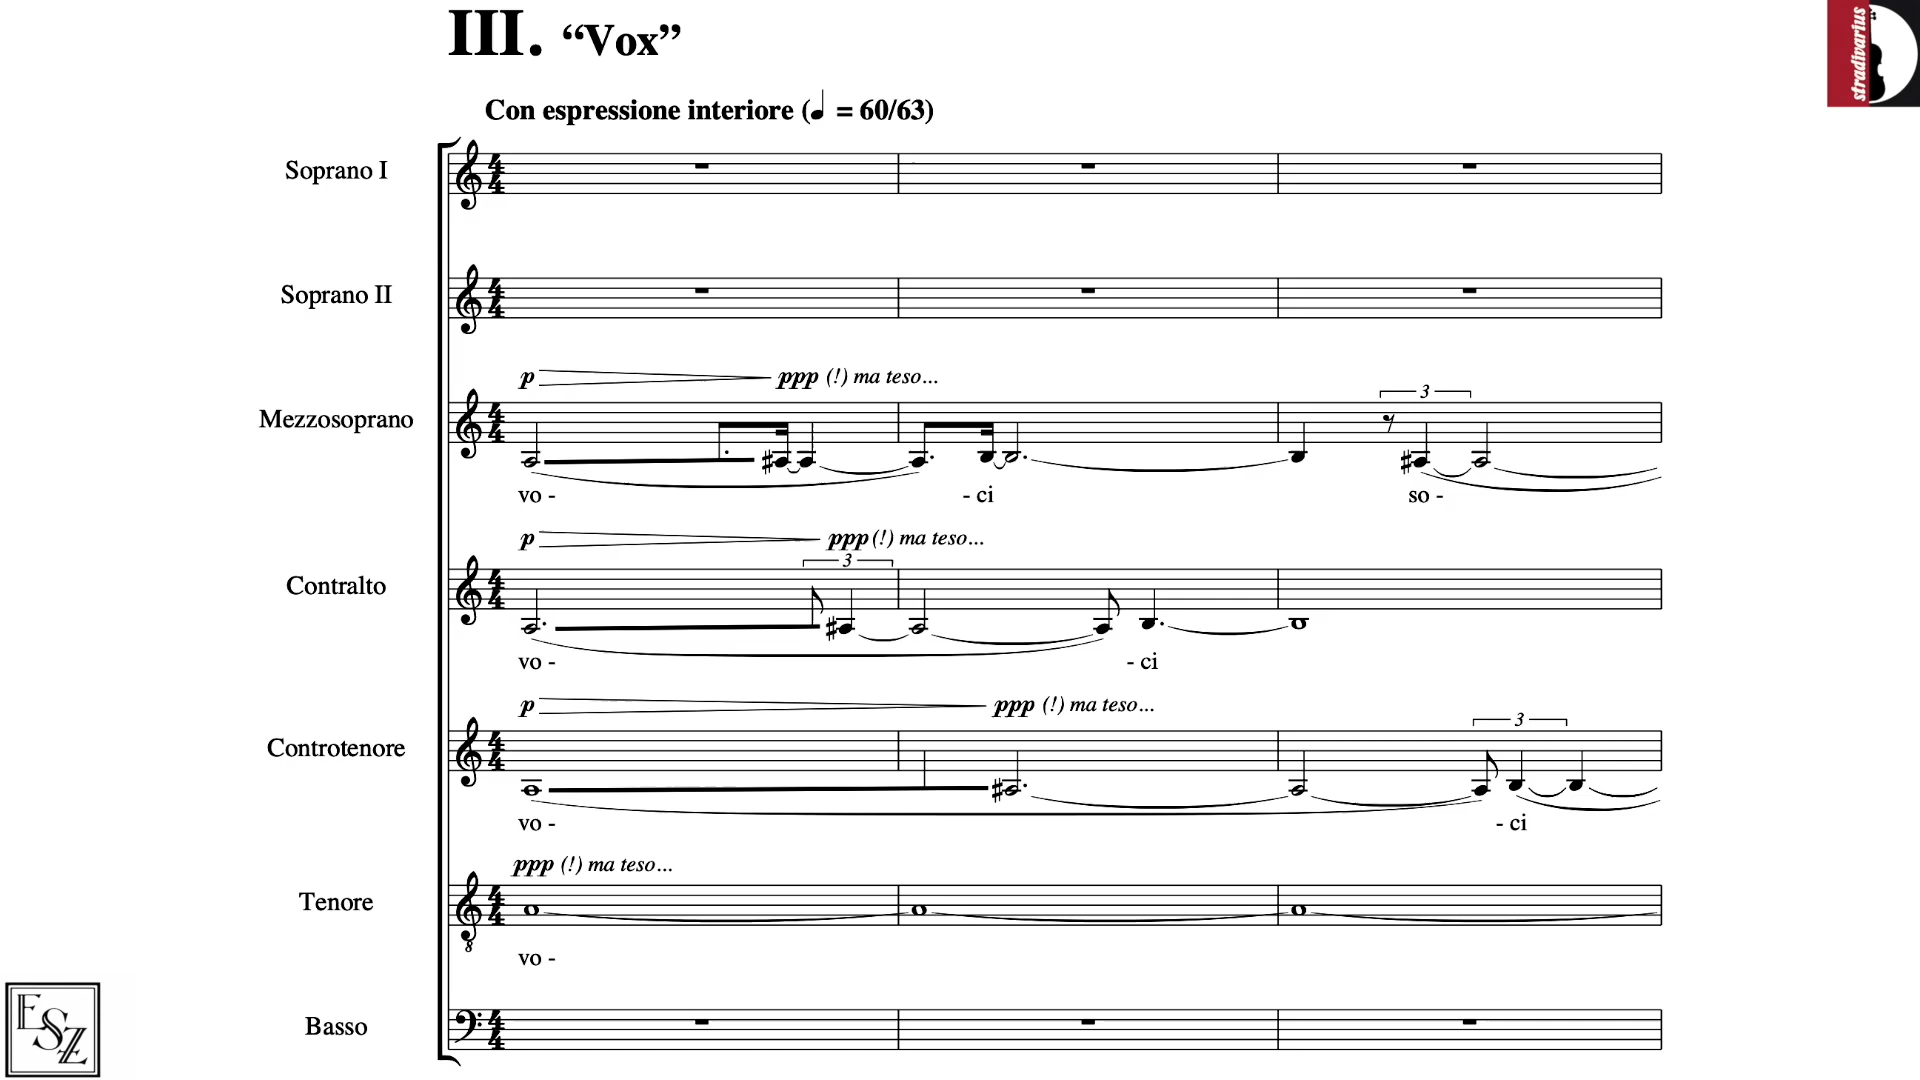 III. “Vox”
stradivarius
Con espressione interiore (♩ = 60/63)
Soprano I
Soprano II
p ppp (!) ma teso...
Mezzosoprano
3
vo - - ci so -
p ppp (!) ma teso...
3
Contralto
vo - - ci
p ppp (!) ma teso...
3
Controtenore
vo - - ci
ppp (!) ma teso...
Tenore
8
vo -
Basso
ESZ